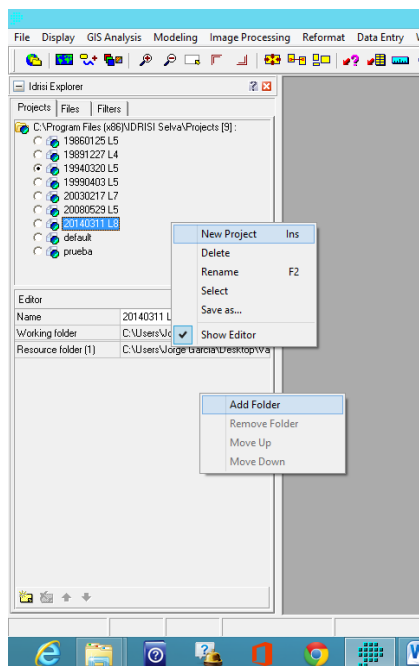 File Display GIS Analysis Modeling Image Processing Reformat Data Entry
Idrisi Explorer
Projects Files Filters
C:\Program Files (x86)\IDRISI Selva\Projects [9] :
19860125 L5
19891227 L4
19940320 L5
19990403 L5
20030217 L7
20080529 L5
20140311 L8
default
prueba
New Project Ins
Delete
Rename F2
Select
Save as...
Show Editor
Editor
Name 20140311 L
Working folder C:\Users\Jo
Resource folder (1) C:\Users\Jorge Garcia\Desktop\Va
Add Folder
Remove Folder
Move Up
Move Down